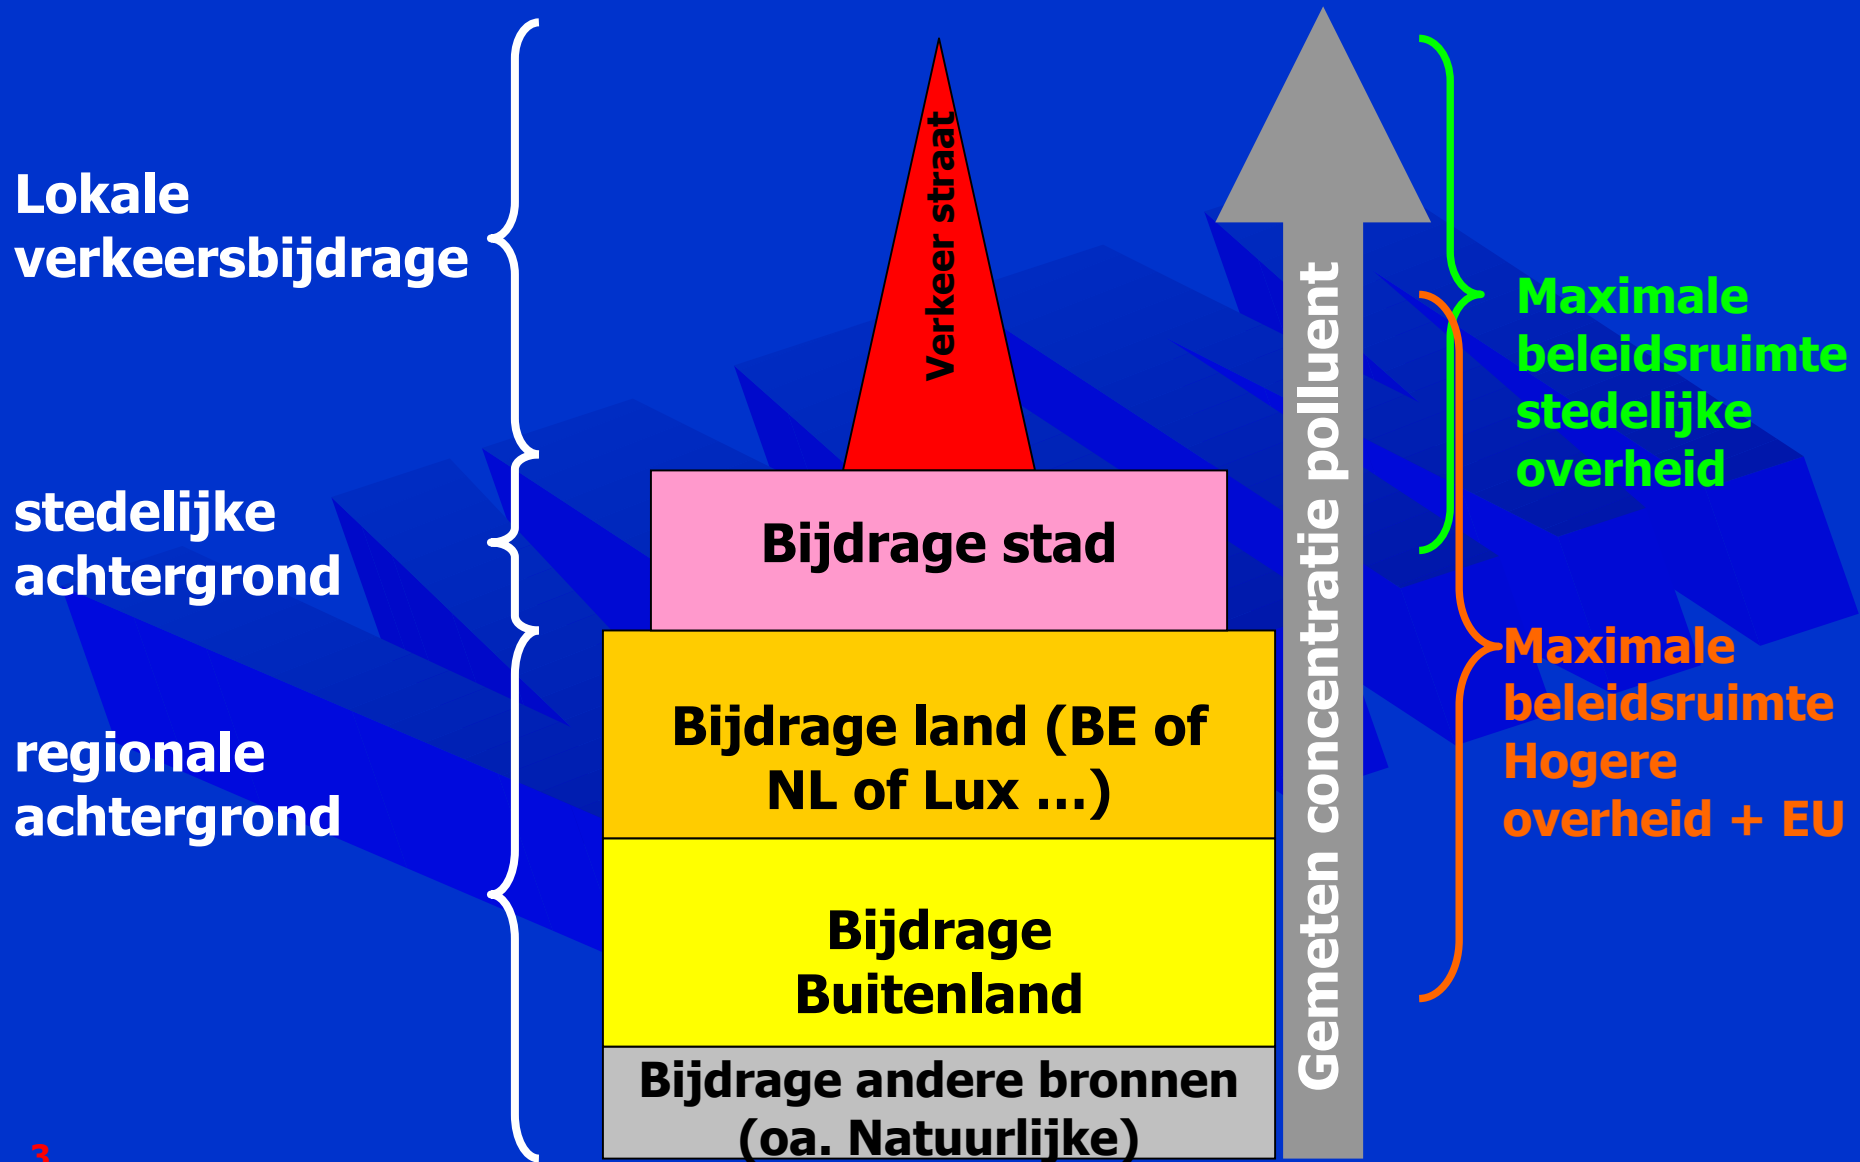 Lokale
verkeersbijdrage
stedelijke
achtergrond
regionale
achtergrond
Verkeer straat
Bijdrage stad
Bijdrage land (BE of
NL of Lux ...)
Bijdrage
Buitenland
Bijdrage andere bronnen
(oa. Natuurlijke)
Gemeten concentratie polluent
Maximale
beleidsruimte
stedelijke
overheid
Maximale
beleidsruimte
Hogere
overheid + EU
3